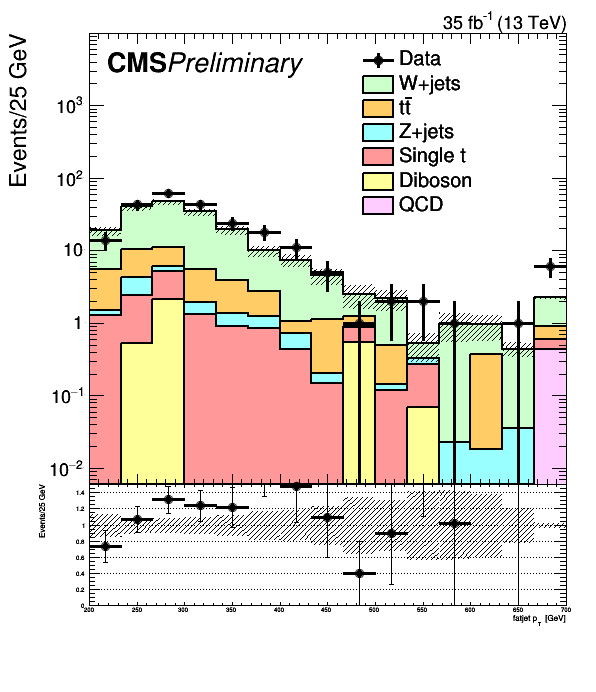 35 fb⁻¹ (13 TeV)
Events/25 GeV
CMS Preliminary
Data
W+jets
tt̄
Z+jets
Single t
Diboson
QCD
10³
10²
10
1
10⁻¹
10⁻²
Events/25 GeV
1.4
1.2
1
0.8
0.6
0.4
0.2
0
200 250 300 350 400 450 500 550 600 650 700
fatjet p_T [GeV]